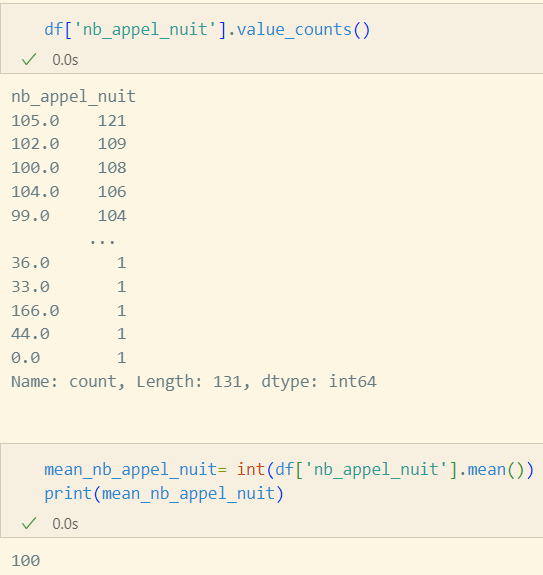 df['nb_appel_nuit'].value_counts()
✓ 0.0s
nb_appel_nuit
105.0    121
102.0    109
100.0    108
104.0    106
99.0     104
        ...
36.0       1
33.0       1
166.0      1
44.0       1
0.0        1
Name: count, Length: 131, dtype: int64
mean_nb_appel_nuit= int(df['nb_appel_nuit'].mean())
print(mean_nb_appel_nuit)
✓ 0.0s
100